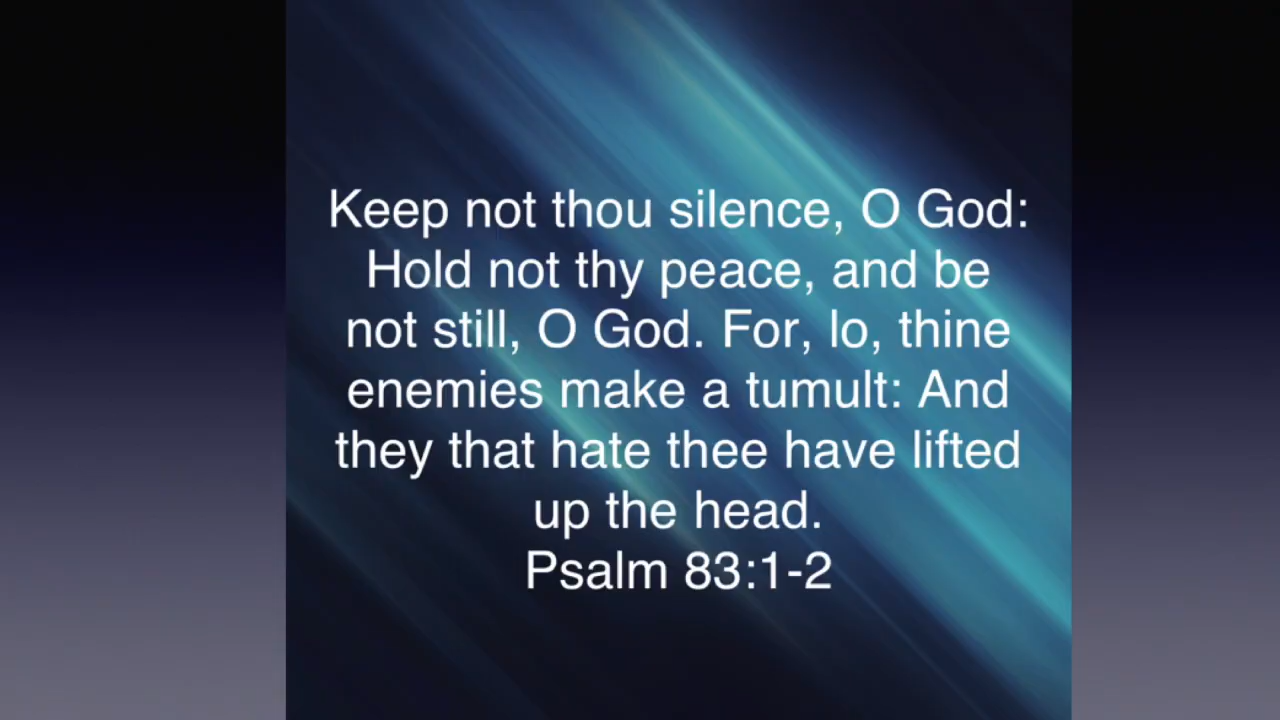 Keep not thou silence, O God:
Hold not thy peace, and be
not still, O God. For, lo, thine
enemies make a tumult: And
they that hate thee have lifted
up the head.
Psalm 83:1-2